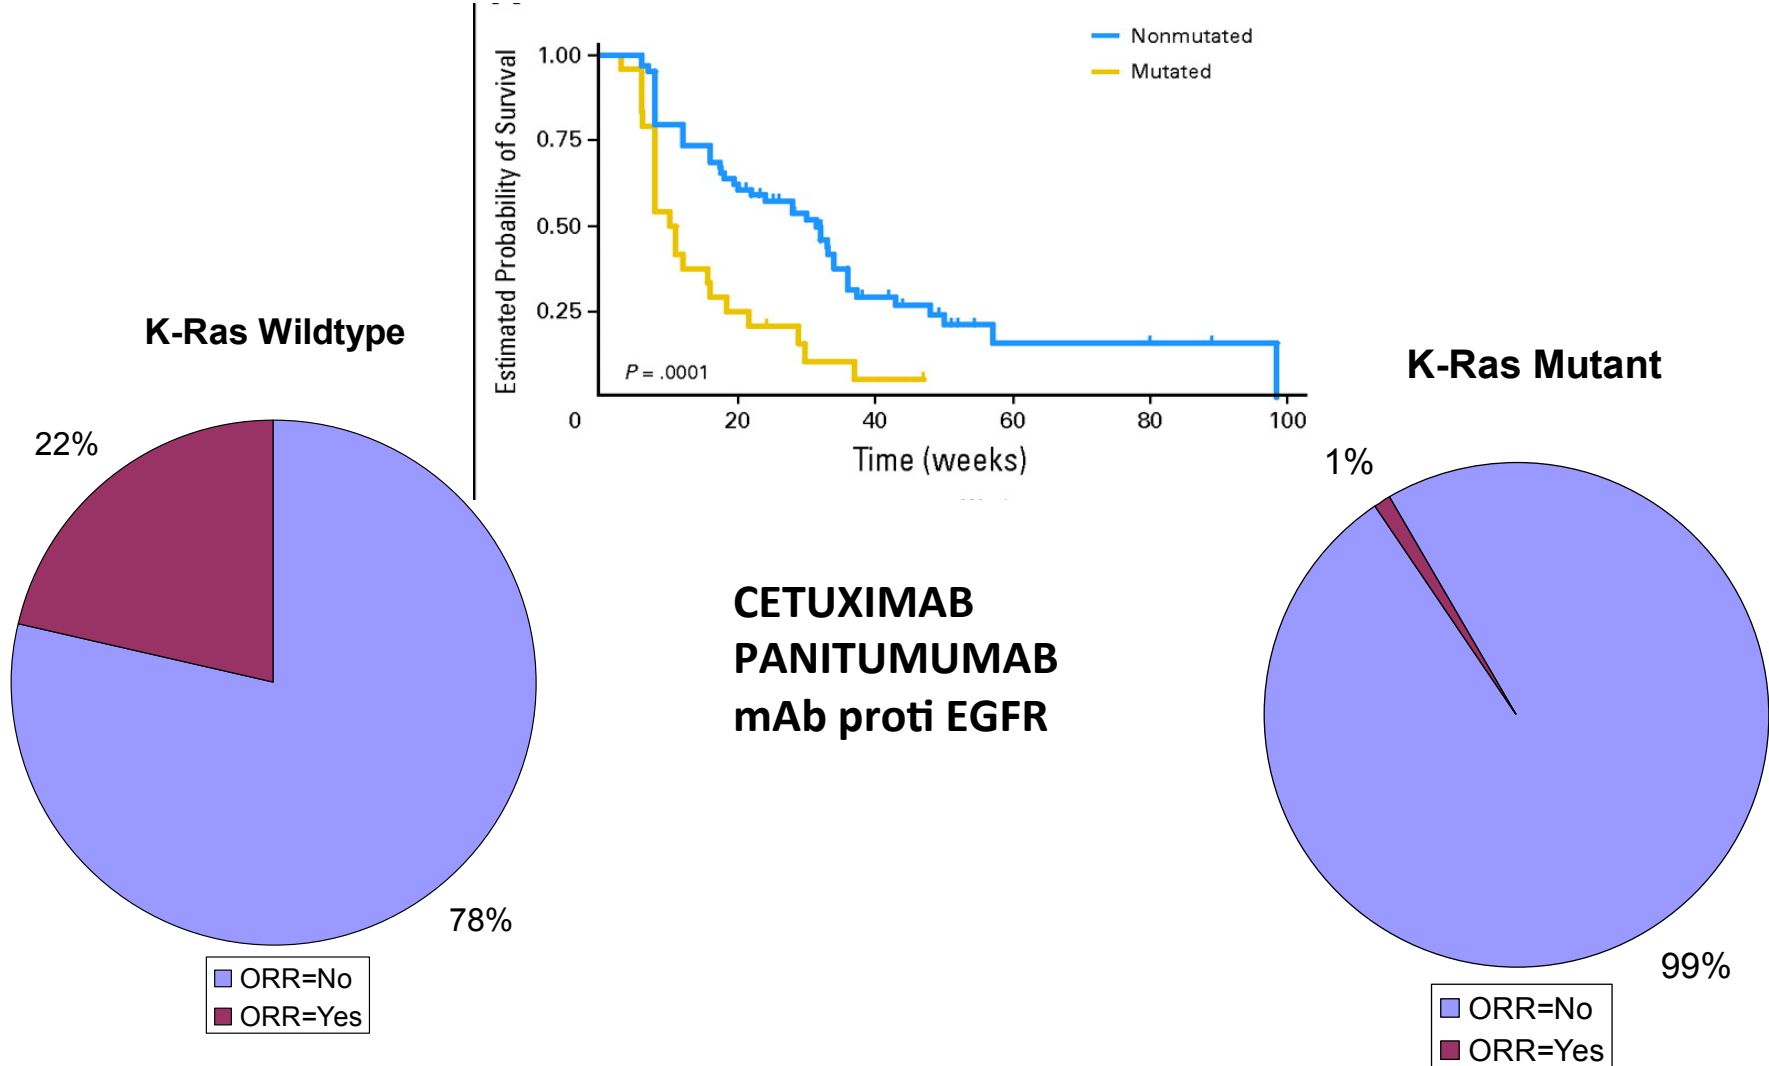 Nonmutated
Mutated
Estimated Probability of Survival
1.00
0.75
0.50
0.25
P = .0001
0
20
40
60
80
100
Time (weeks)
K-Ras Wildtype
22%
78%
ORR=No
ORR=Yes
CETUXIMAB
PANITUMUMAB
mAb proti EGFR
K-Ras Mutant
1%
99%
ORR=No
ORR=Yes